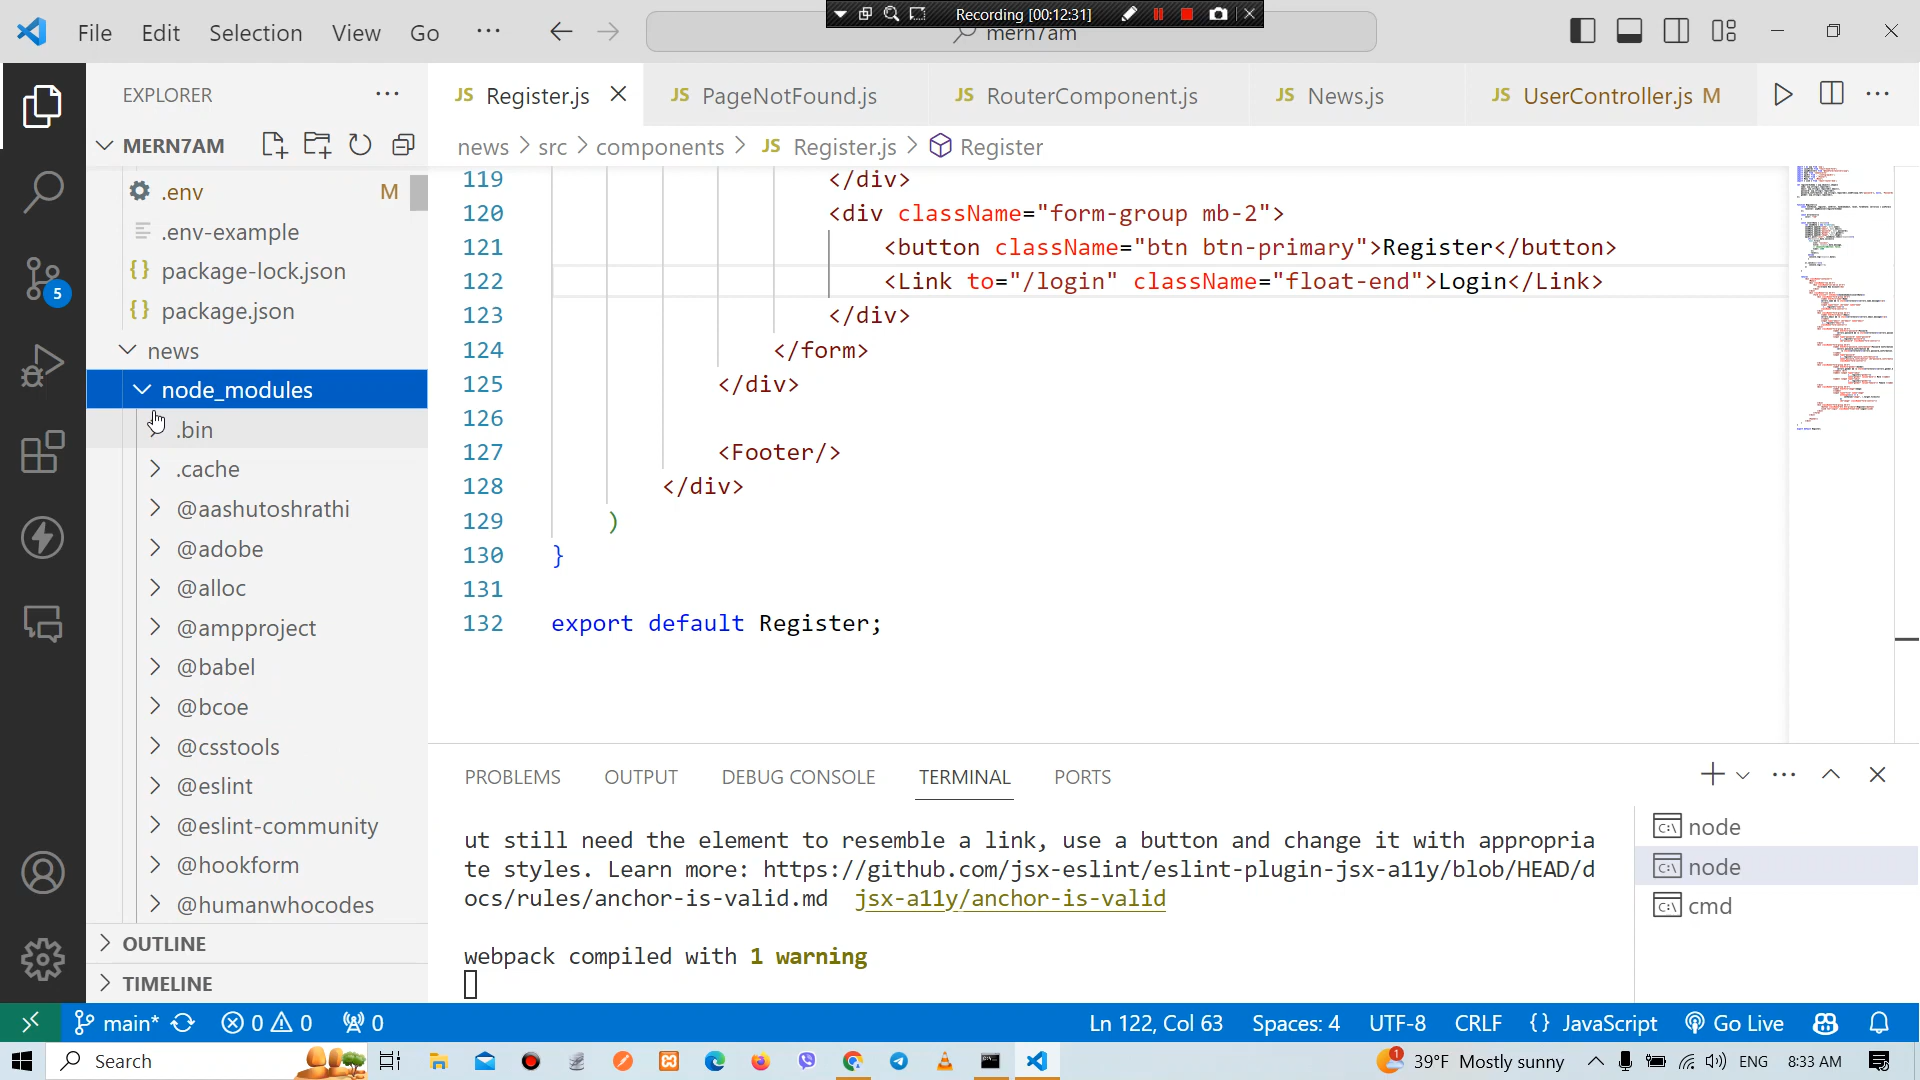 File Edit Selection View Go ...
Recording [00:12:31]
mern7am
EXPLORER
MERN7AM
.env M
.env-example
package-lock.json
package.json
news
node_modules
.bin
.cache
@aashutoshrathi
@adobe
@alloc
@ampproject
@babel
@bcoe
@csstools
@eslint
@eslint-community
@hookform
@humanwhocodes
OUTLINE
TIMELINE
5
JS Register.js JS PageNotFound.js JS RouterComponent.js JS News.js JS UserController.js M
news > src > components > JS Register.js > Register
119 </div>
120 <div className="form-group mb-2">
121 <button className="btn btn-primary">Register</button>
122 <Link to="/login" className="float-end">Login</Link>
123 </div>
124 </form>
125 </div>
126
127 <Footer/>
128 </div>
129 )
130 }
131
132 export default Register;
PROBLEMS OUTPUT DEBUG CONSOLE TERMINAL PORTS
ut still need the element to resemble a link, use a button and change it with appropria
te styles. Learn more: https://github.com/jsx-eslint/eslint-plugin-jsx-a11y/blob/HEAD/d
ocs/rules/anchor-is-valid.md jsx-a11y/anchor-is-valid
webpack compiled with 1 warning
node
node
cmd
main* 0 0 0 Ln 122, Col 63 Spaces: 4 UTF-8 CRLF {} JavaScript Go Live
Search 1 39°F Mostly sunny ENG 8:33 AM